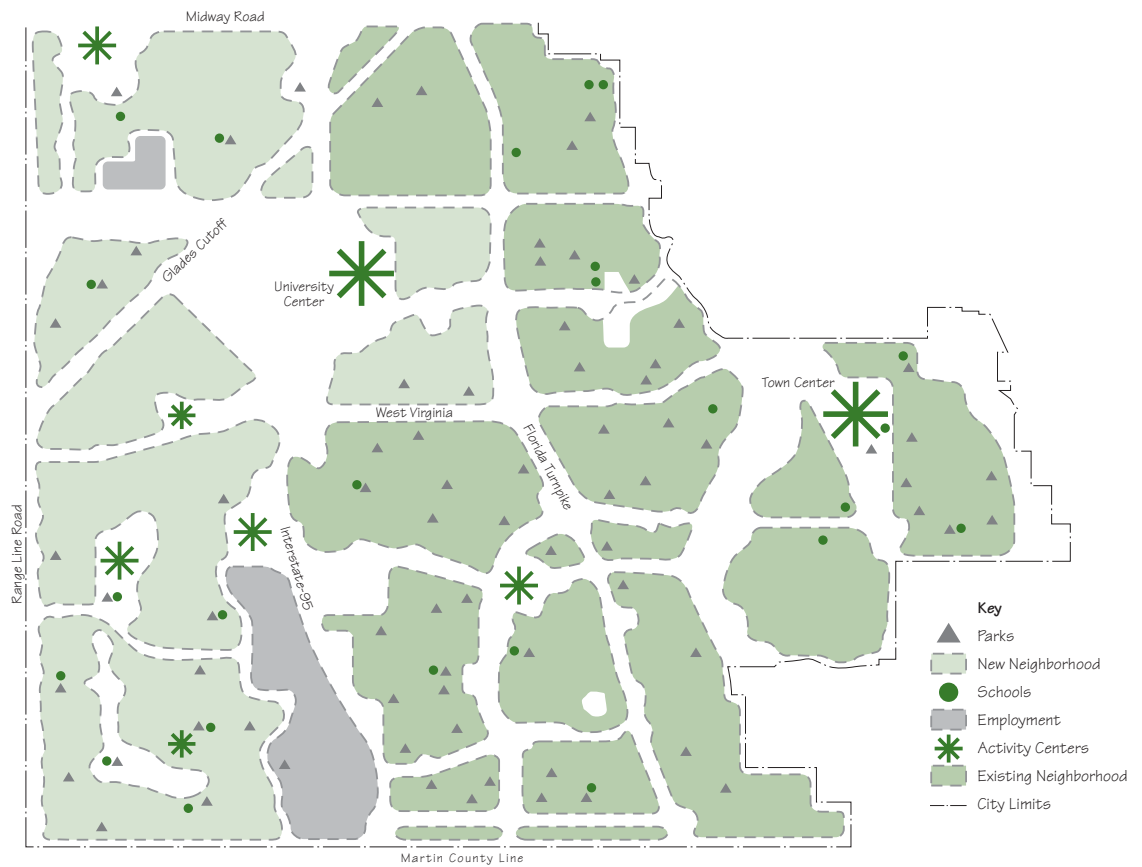 Midway Road
Glades Cutoff
University
Center
Town Center
West Virginia
Florida Turnpike
Range Line Road
Interstate-95
Key
Parks
New Neighborhood
Schools
Employment
Activity Centers
Existing Neighborhood
City Limits
Martin County Line